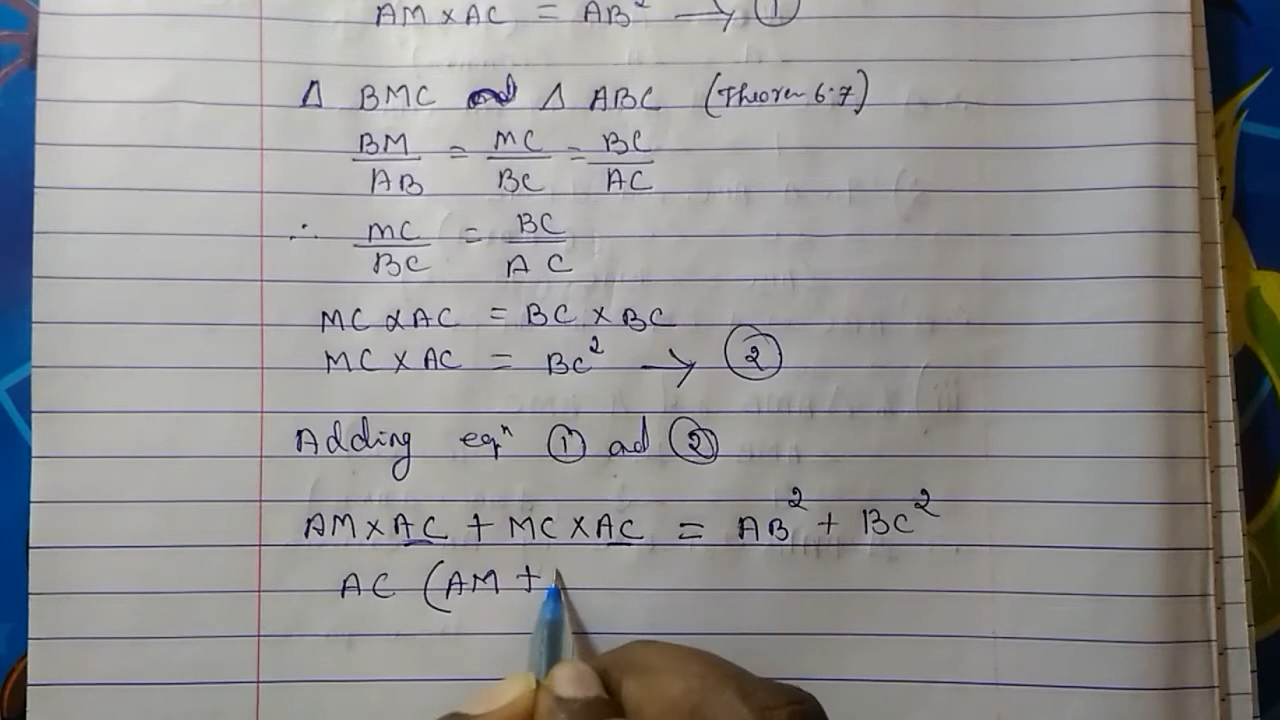 AM × AC = AB² → ①
Δ BMC and Δ ABC (Theorem 6.7)
BM/AB = MC/BC = BC/AC
∴ MC/BC = BC/AC
MC × AC = BC × BC
MC × AC = BC² → ②
Adding eqⁿ ① ad ②
AM × AC + MC × AC = AB² + BC²
AC (AM +